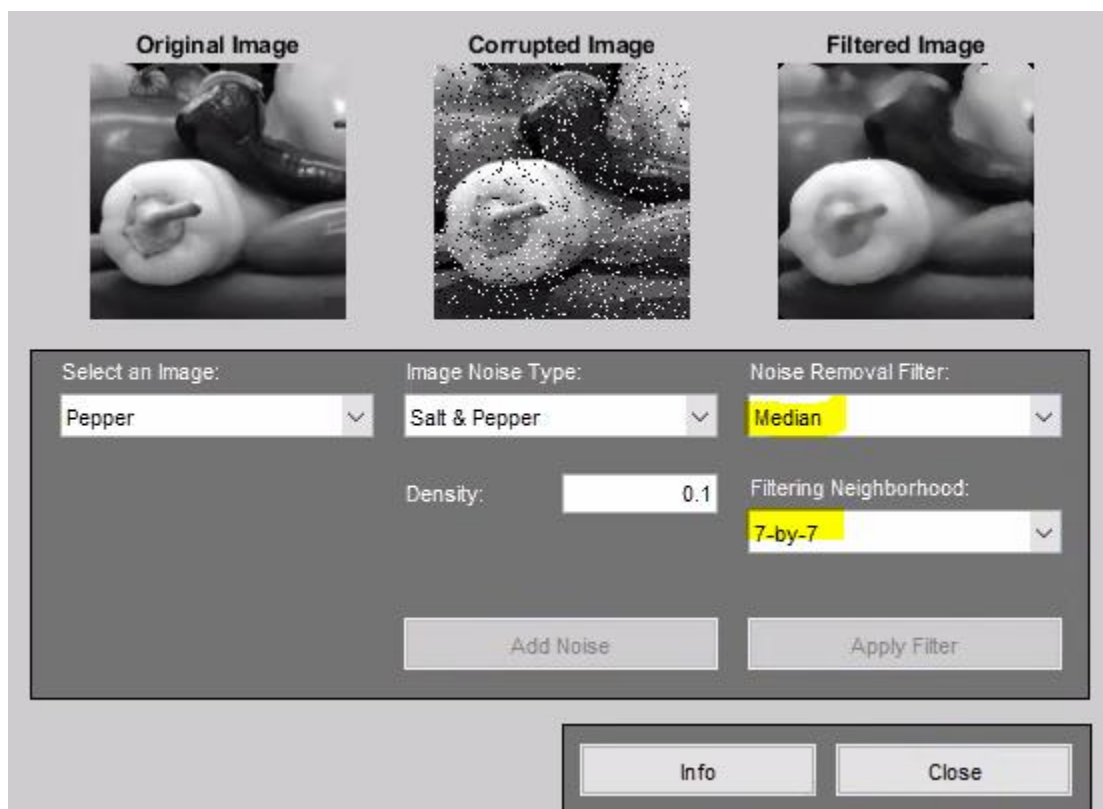 Original Image Corrupted Image Filtered Image
Select an Image: Image Noise Type: Noise Removal Filter:
Pepper Salt & Pepper Median
Density: 0.1 Filtering Neighborhood:
7-by-7
Add Noise Apply Filter
Info Close